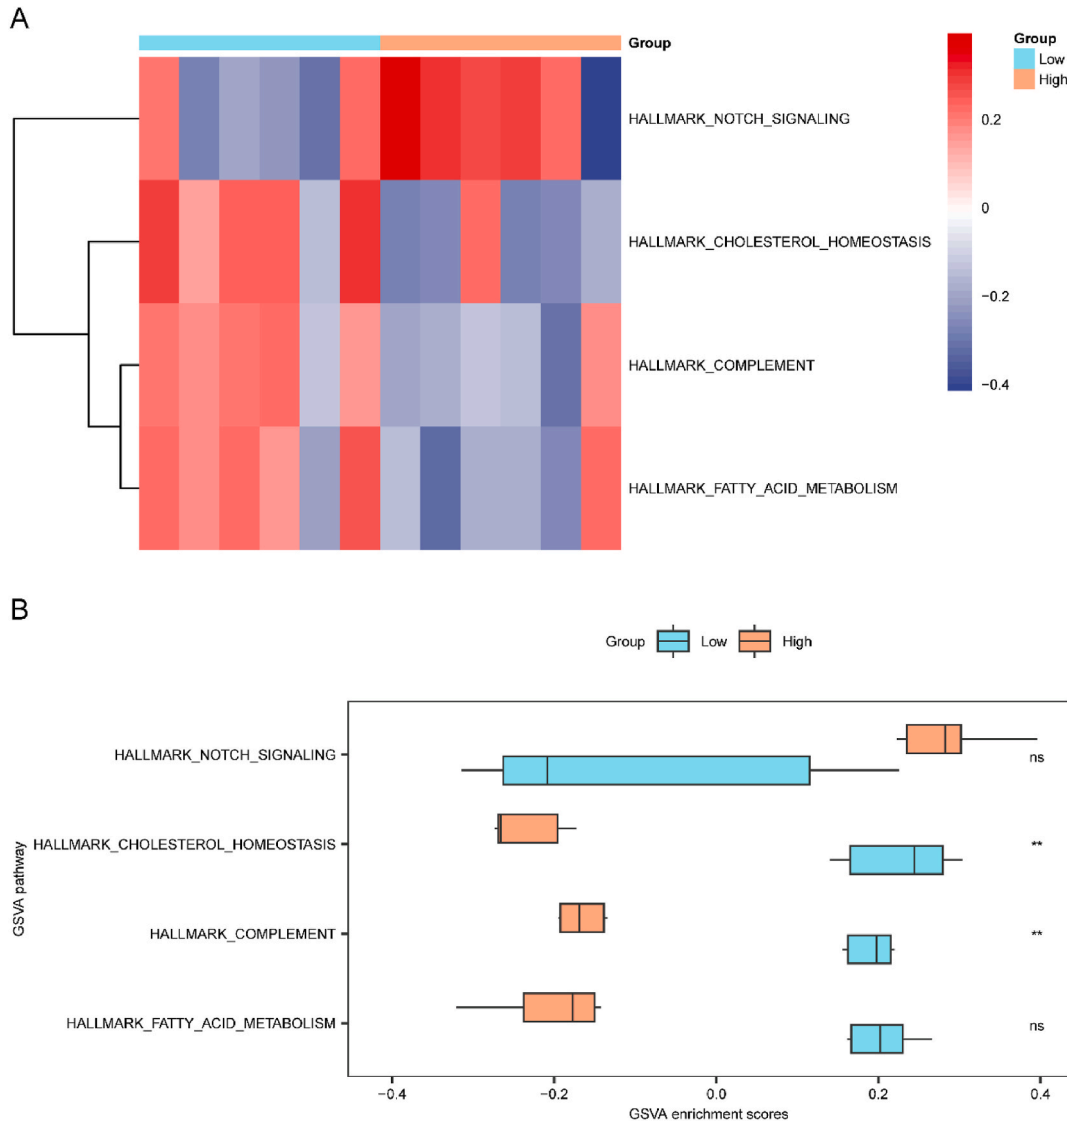 A
Group
HALLMARK_NOTCH_SIGNALING
HALLMARK_CHOLESTEROL_HOMEOSTASIS
HALLMARK_COMPLEMENT
HALLMARK_FATTY_ACID_METABOLISM
0.2
0
−0.2
−0.4
Group
Low
High
B
Group Low High
HALLMARK_NOTCH_SIGNALING
HALLMARK_CHOLESTEROL_HOMEOSTASIS
HALLMARK_COMPLEMENT
HALLMARK_FATTY_ACID_METABOLISM
GSVA pathway
ns
**
**
ns
−0.4 −0.2 0.0 0.2 0.4
GSVA enrichment scores